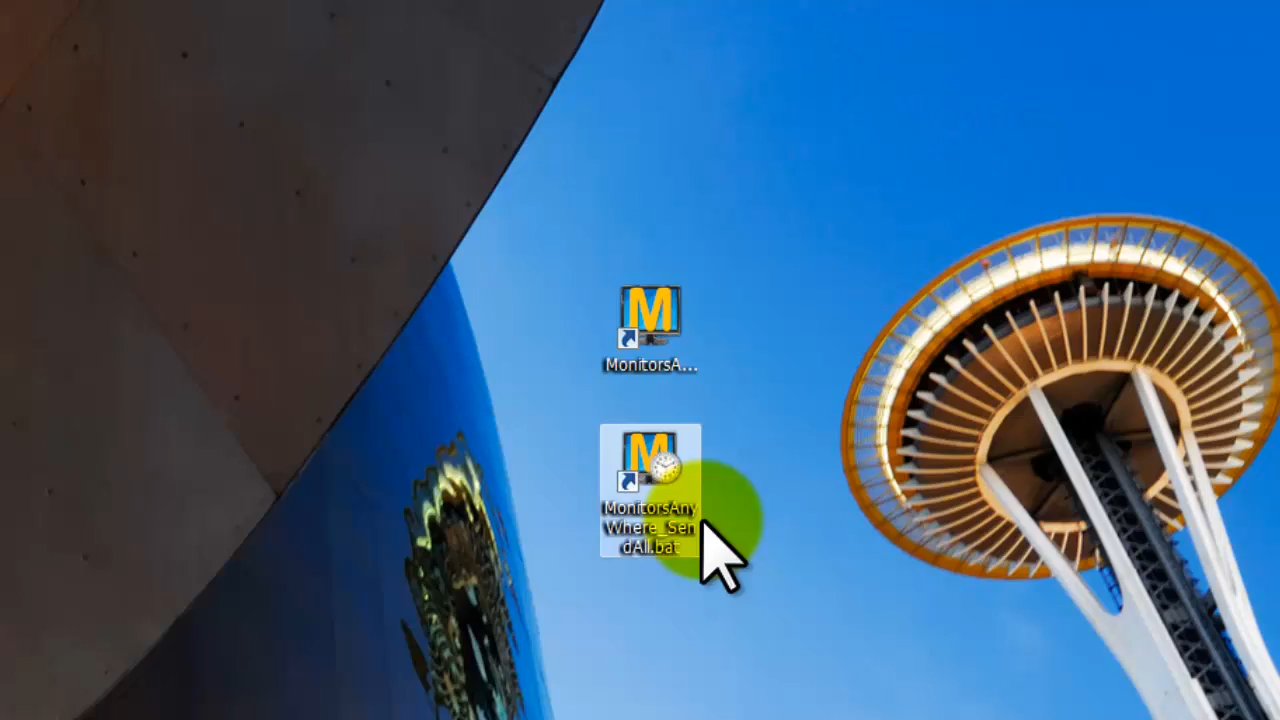 M
MonitorsA...
M
MonitorsAny
Where_Sen
dAll.bat